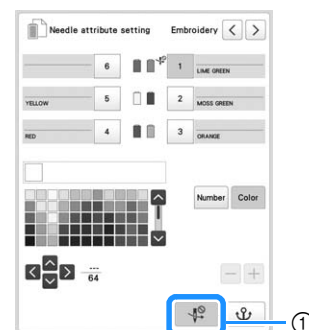 Needle attribute setting Embroidery < >
6 1 LIME GREEN
YELLOW 5 2 MOSS GREEN
RED 4 3 ORANGE
Number Color
---
64 − +
①